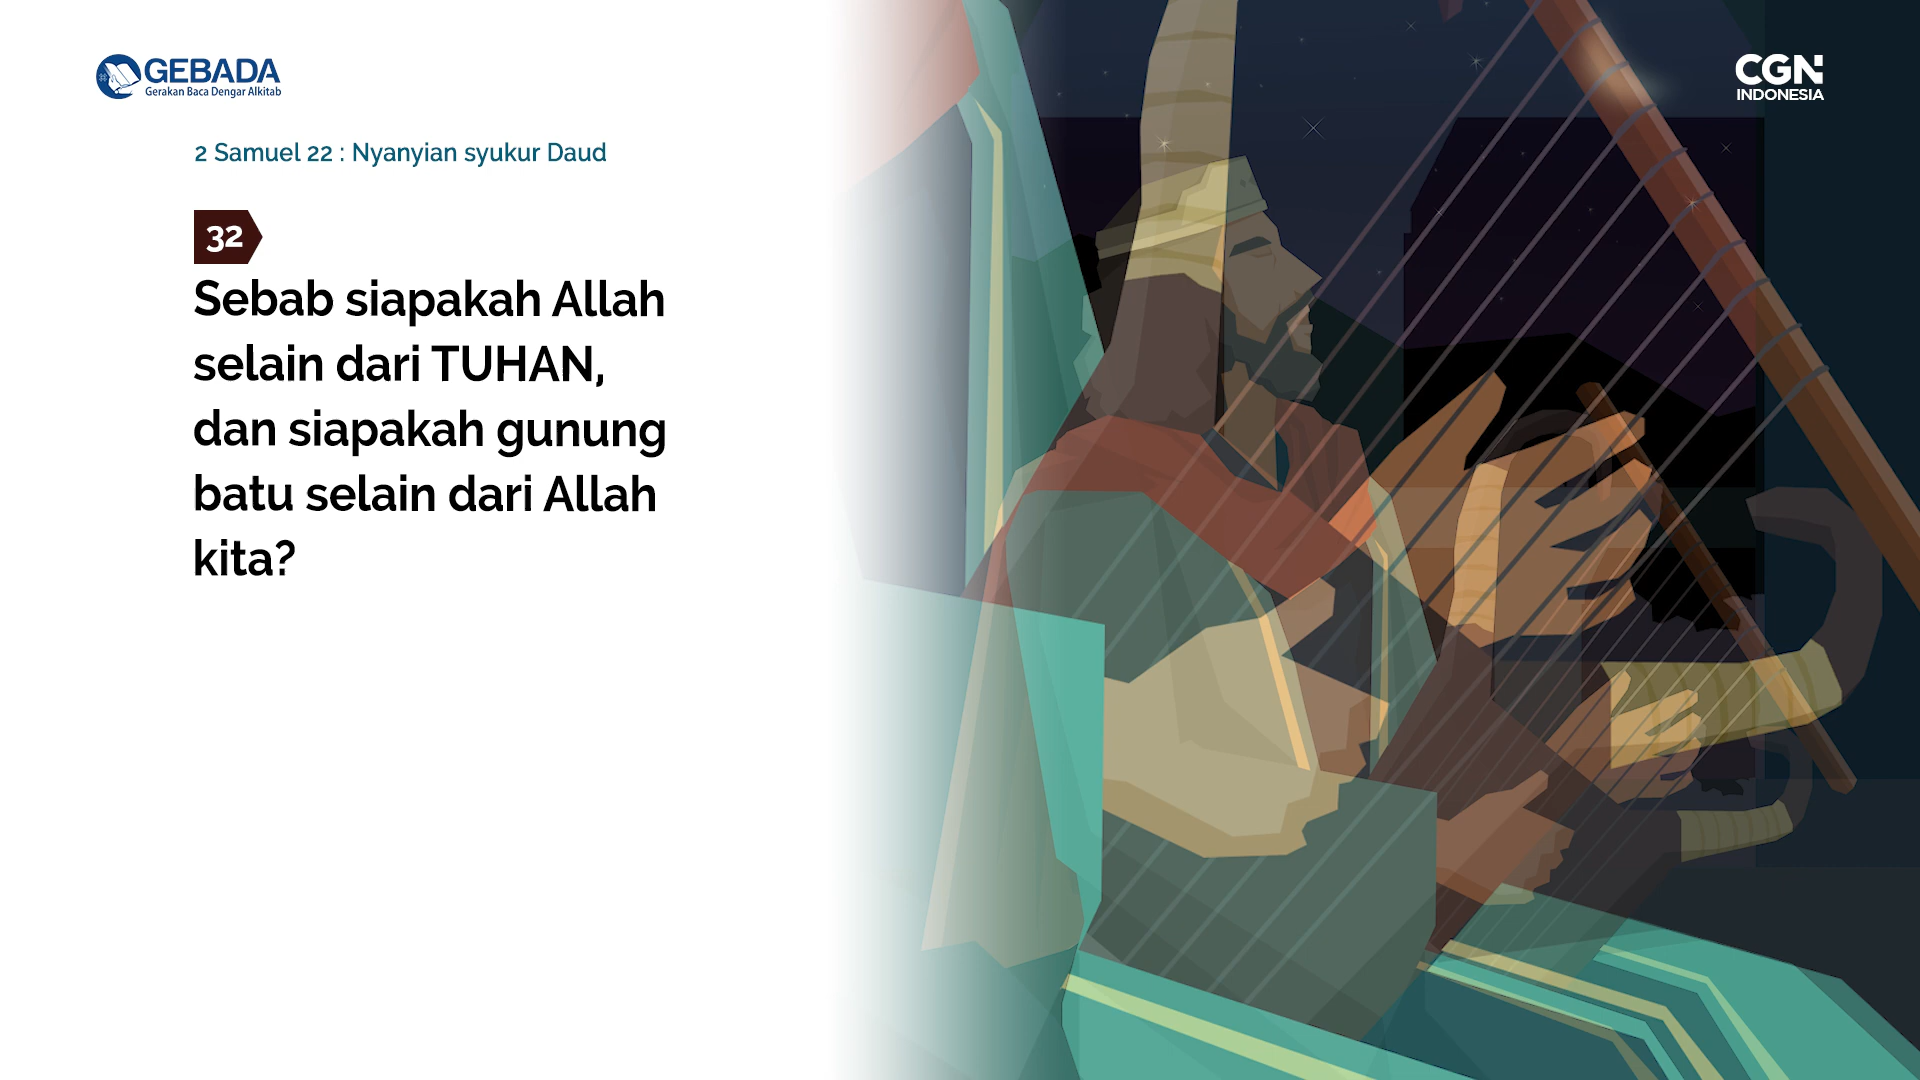 GEBADA
Gerakan Baca Dengar Alkitab
CGN
INDONESIA
2 Samuel 22 : Nyanyian syukur Daud
32
Sebab siapakah Allah
selain dari TUHAN,
dan siapakah gunung
batu selain dari Allah
kita?